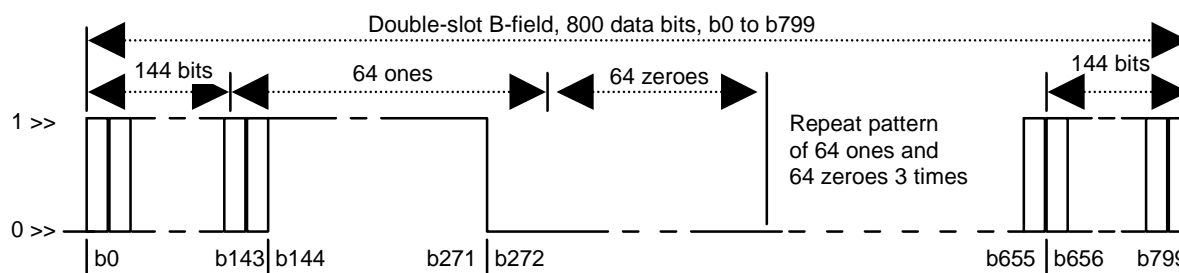 Double-slot B-field, 800 data bits, b0 to b799
144 bits
64 ones
64 zeroes
144 bits
1 >>
Repeat pattern
of 64 ones and
64 zeroes 3 times
0 >>
b0
b143
b144
b271
b272
b655
b656
b799